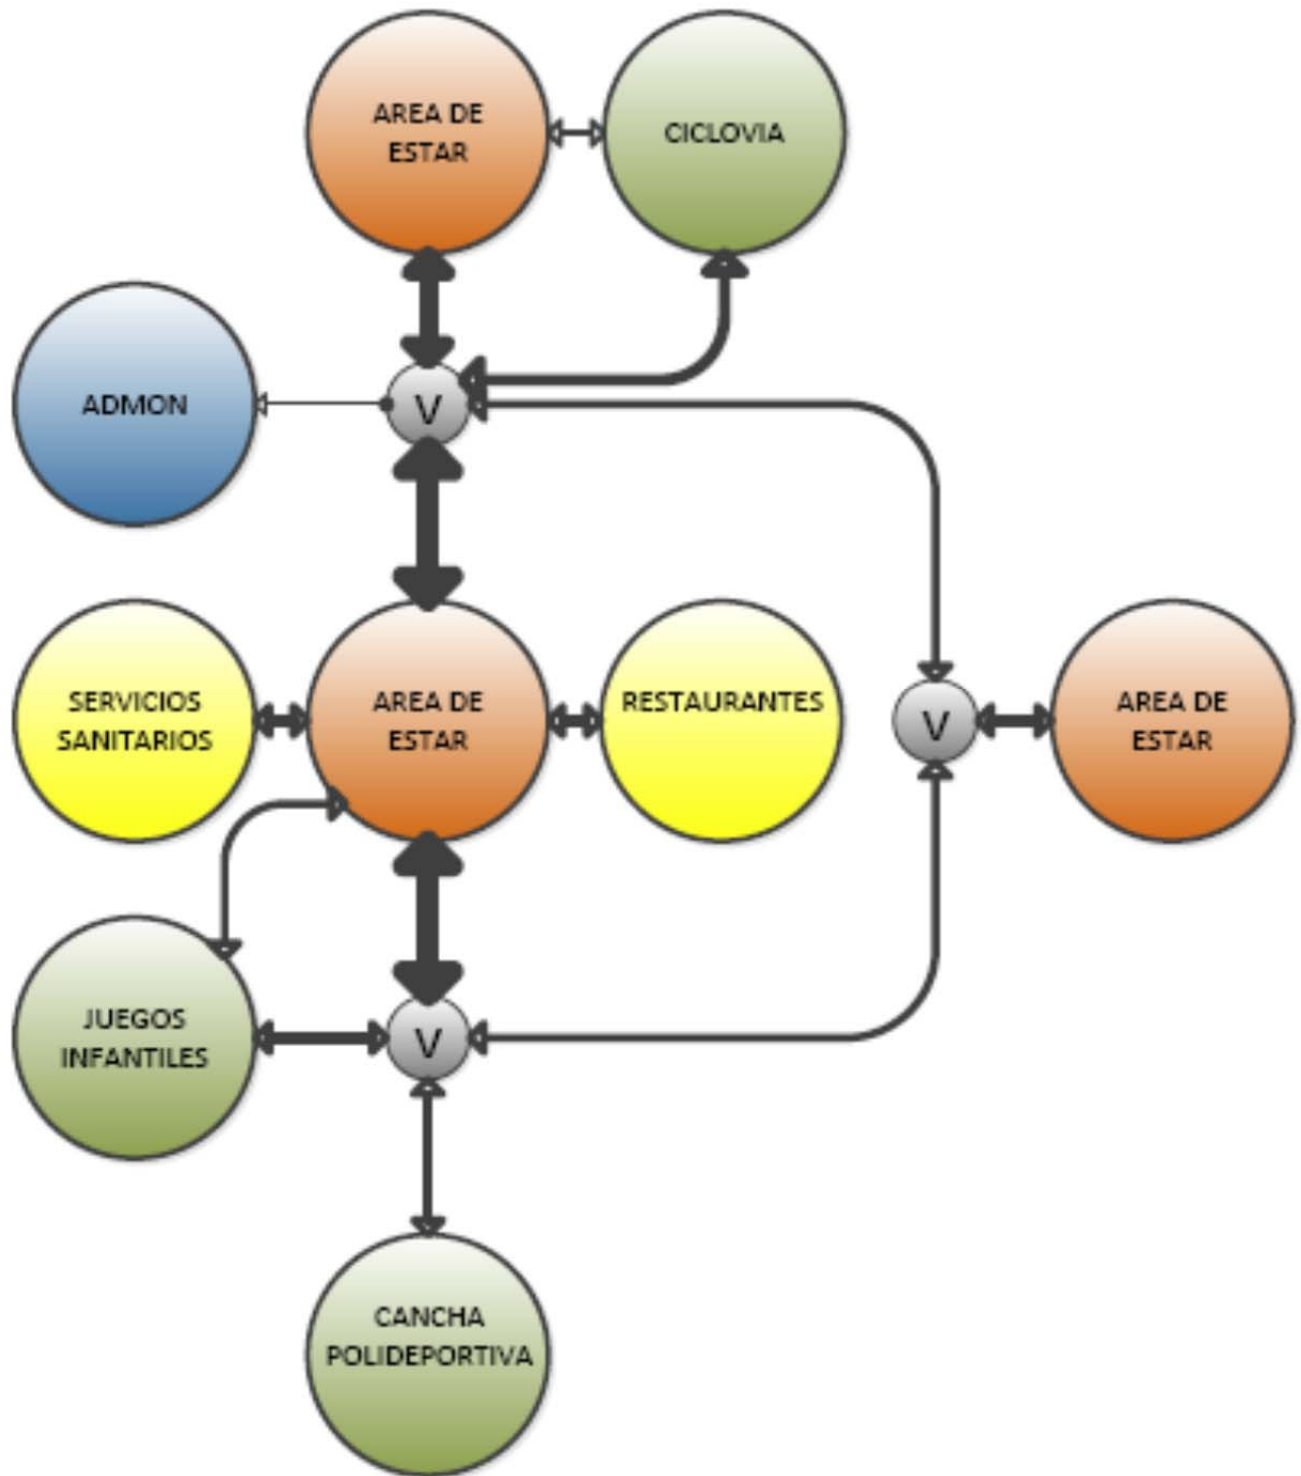 AREA DE
ESTAR
CICLOVIA
ADMON
V
SERVICIOS
SANITARIOS
AREA DE
ESTAR
RESTAURANTES
V
AREA DE
ESTAR
JUEGOS
INFANTILES
V
CANCHA
POLIDEPORTIVA